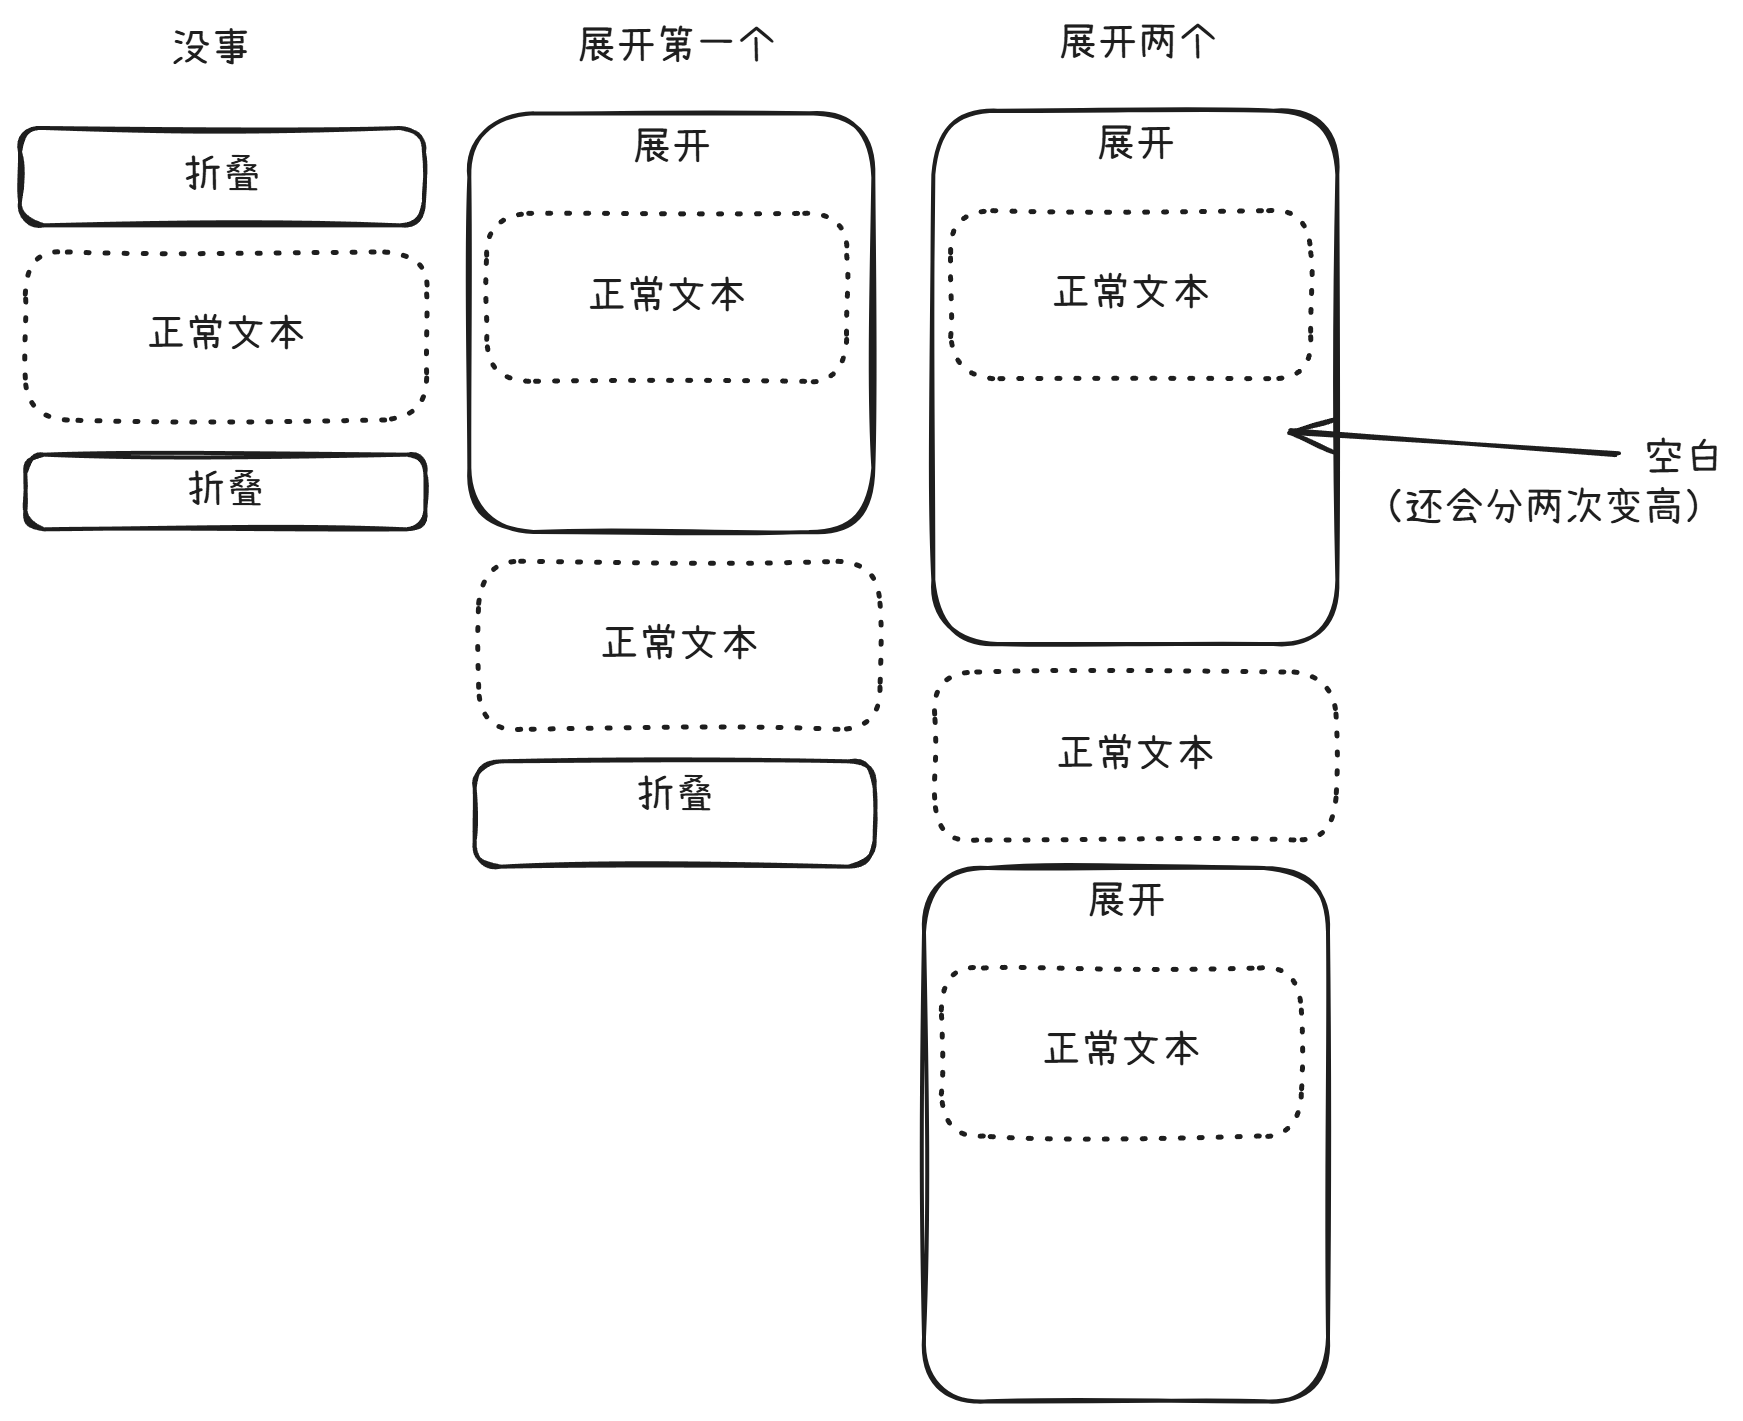 没事
折叠
正常文本
折叠
展开第一个
展开
正常文本
正常文本
折叠
展开两个
展开
正常文本
空白
（还会分两次变高）
正常文本
展开
正常文本